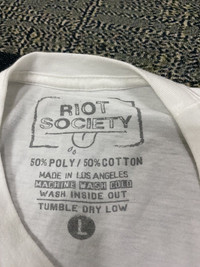 RIOT
SOCIETY
50% POLY / 50% COTTON
MADE IN LOS ANGELES
MACHINE WASH COLD
WASH INSIDE OUT
TUMBLE DRY LOW
L